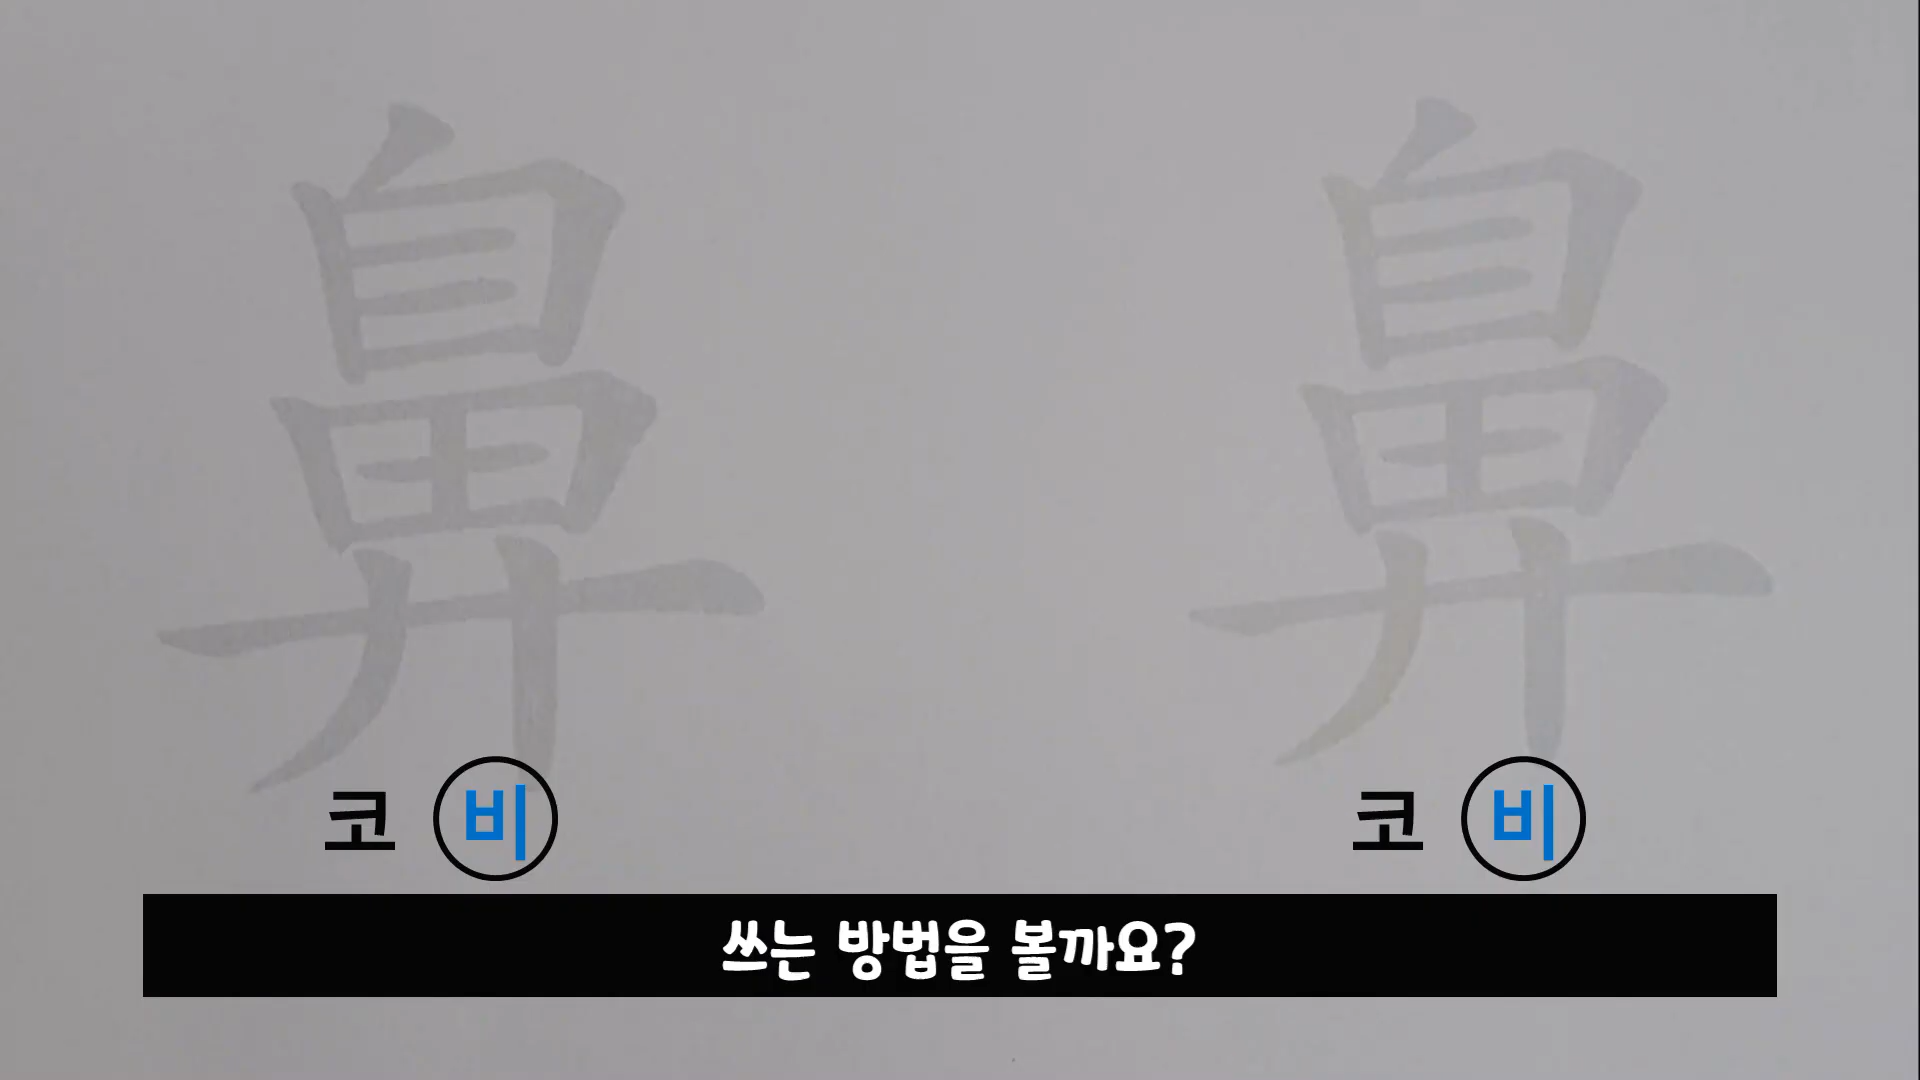 鼻 鼻
코 비 코 비
쓰는 방법을 볼까요?